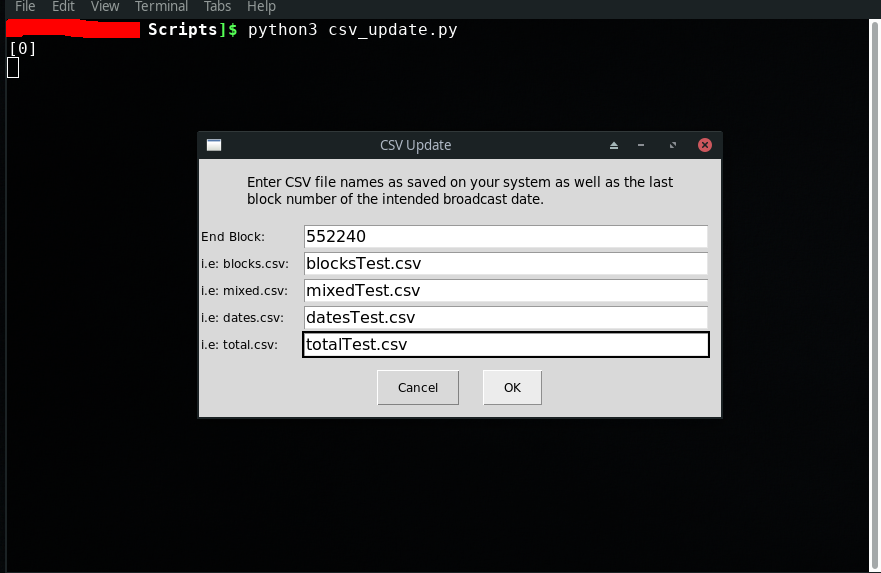 File Edit View Terminal Tabs Help
Scripts]$ python3 csv_update.py
[0]
CSV Update
Enter CSV file names as saved on your system as well as the last
block number of the intended broadcast date.
End Block: 552240
i.e: blocks.csv: blocksTest.csv
i.e: mixed.csv: mixedTest.csv
i.e: dates.csv: datesTest.csv
i.e: total.csv: totalTest.csv
Cancel OK